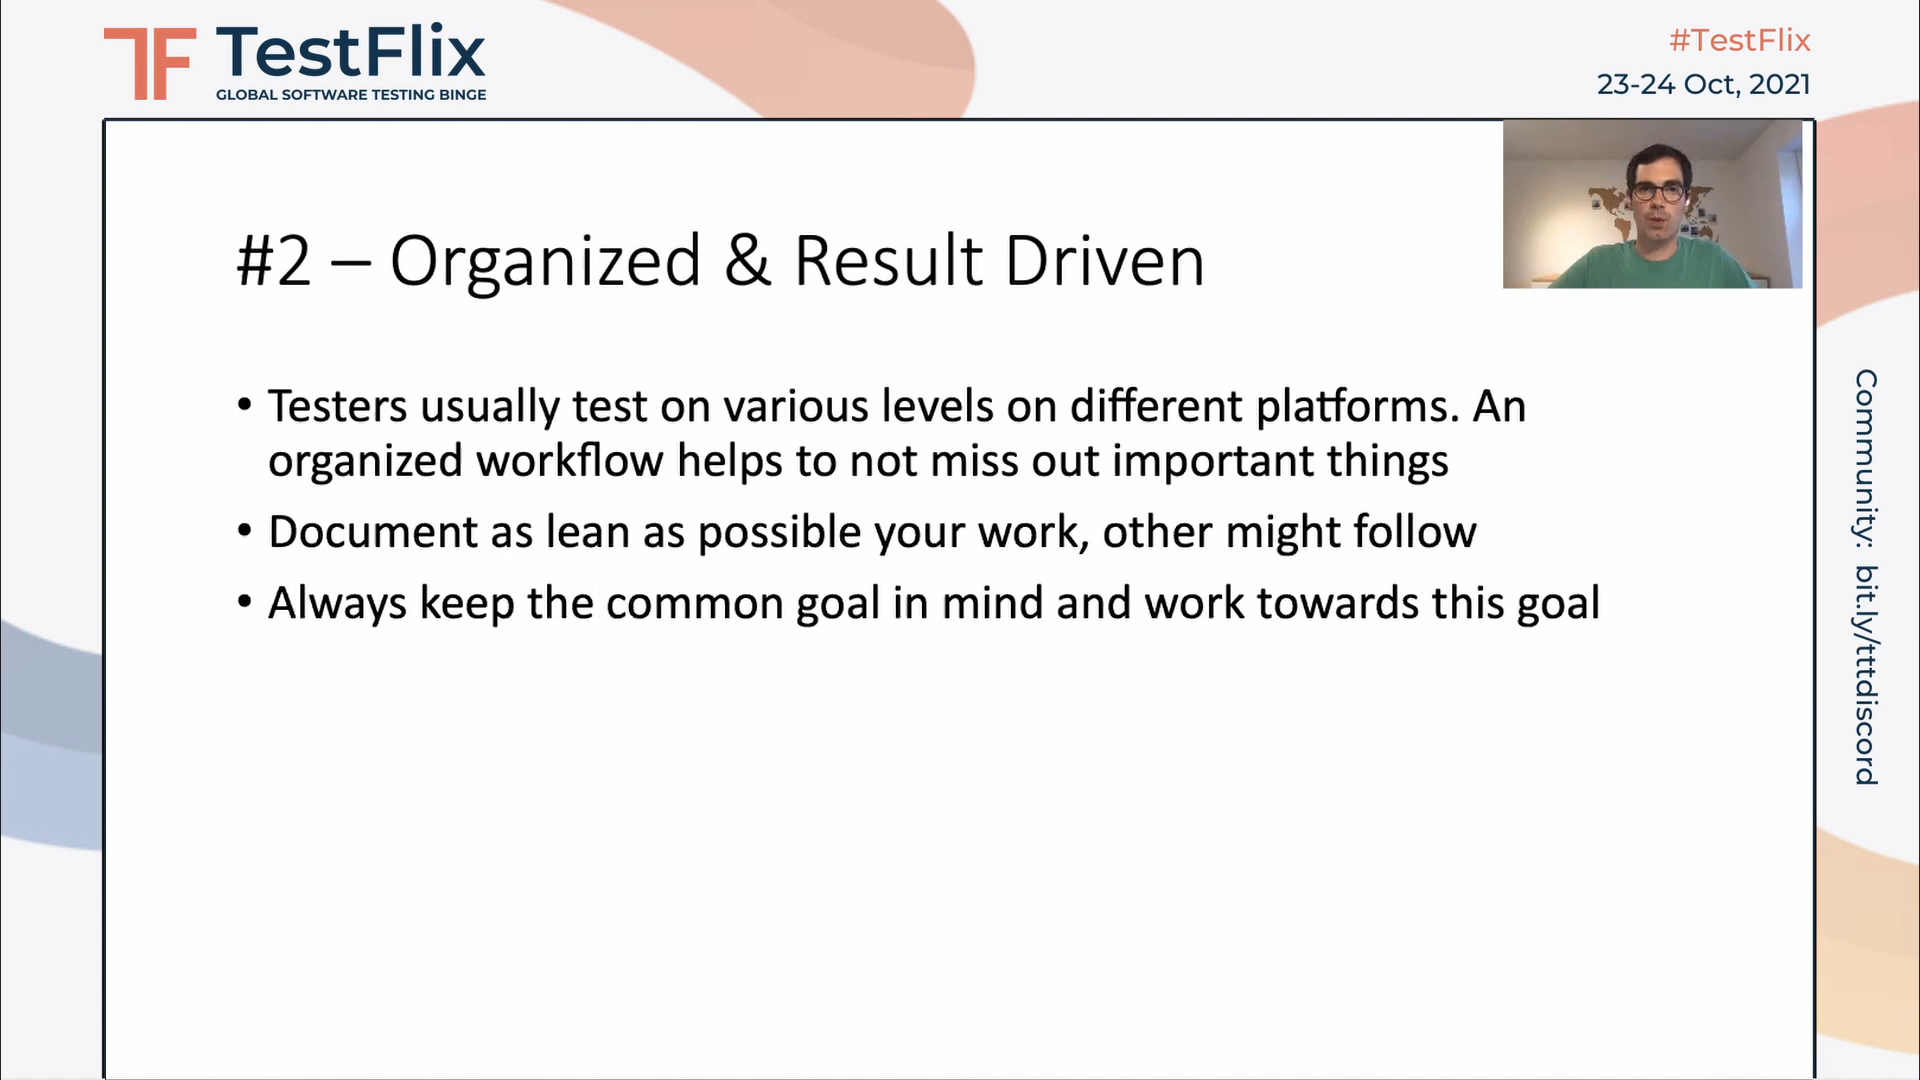 TF TestFlix
GLOBAL SOFTWARE TESTING BINGE
#TestFlix
23-24 Oct, 2021
#2 – Organized & Result Driven
• Testers usually test on various levels on different platforms. An
organized workflow helps to not miss out important things
• Document as lean as possible your work, other might follow
• Always keep the common goal in mind and work towards this goal
Community: bit.ly/tttdiscord